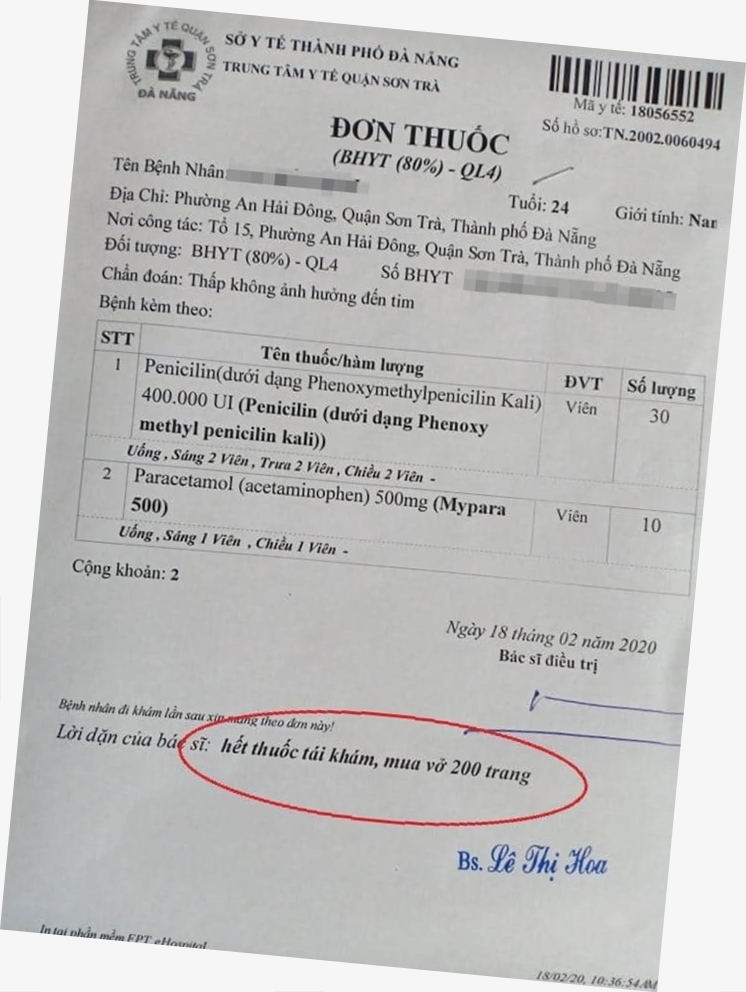 TRUNG TÂM Y TẾ QUẬN SƠN TRÀ
ĐÀ NẴNG
SỞ Y TẾ THÀNH PHỐ ĐÀ NẴNG
TRUNG TÂM Y TẾ QUẬN SƠN TRÀ
Mã y tế: 18056552
Số hồ sơ:TN.2002.0060494
ĐƠN THUỐC
(BHYT (80%) - QL4)
Tên Bệnh Nhân:
Tuổi: 24 Giới tính: Nam
Địa Chỉ: Phường An Hải Đông, Quận Sơn Trà, Thành phố Đà Nẵng
Nơi công tác: Tổ 15, Phường An Hải Đông, Quận Sơn Trà, Thành phố Đà Nẵng
Đối tượng: BHYT (80%) - QL4 Số BHYT
Chẩn đoán: Thấp không ảnh hưởng đến tim
Bệnh kèm theo:
STT Tên thuốc/hàm lượng ĐVT Số lượng
1 Penicilin(dưới dạng Phenoxymethylpenicilin Kali) Viên 30
400.000 UI (Penicilin (dưới dạng Phenoxy
methyl penicilin kali))
Uống , Sáng 2 Viên , Trưa 2 Viên , Chiều 2 Viên -
2 Paracetamol (acetaminophen) 500mg (Mypara Viên 10
500)
Uống , Sáng 1 Viên , Chiều 1 Viên -
Cộng khoản: 2
Ngày 18 tháng 02 năm 2020
Bác sĩ điều trị
Bệnh nhân đi khám lần sau xin mang theo đơn này!
Lời dặn của bác sĩ: hết thuốc tái khám, mua vở 200 trang
Bs. Lê Thị Hoa
In tại phần mềm FPT.eHospital
18/02/20, 10:36:54AM